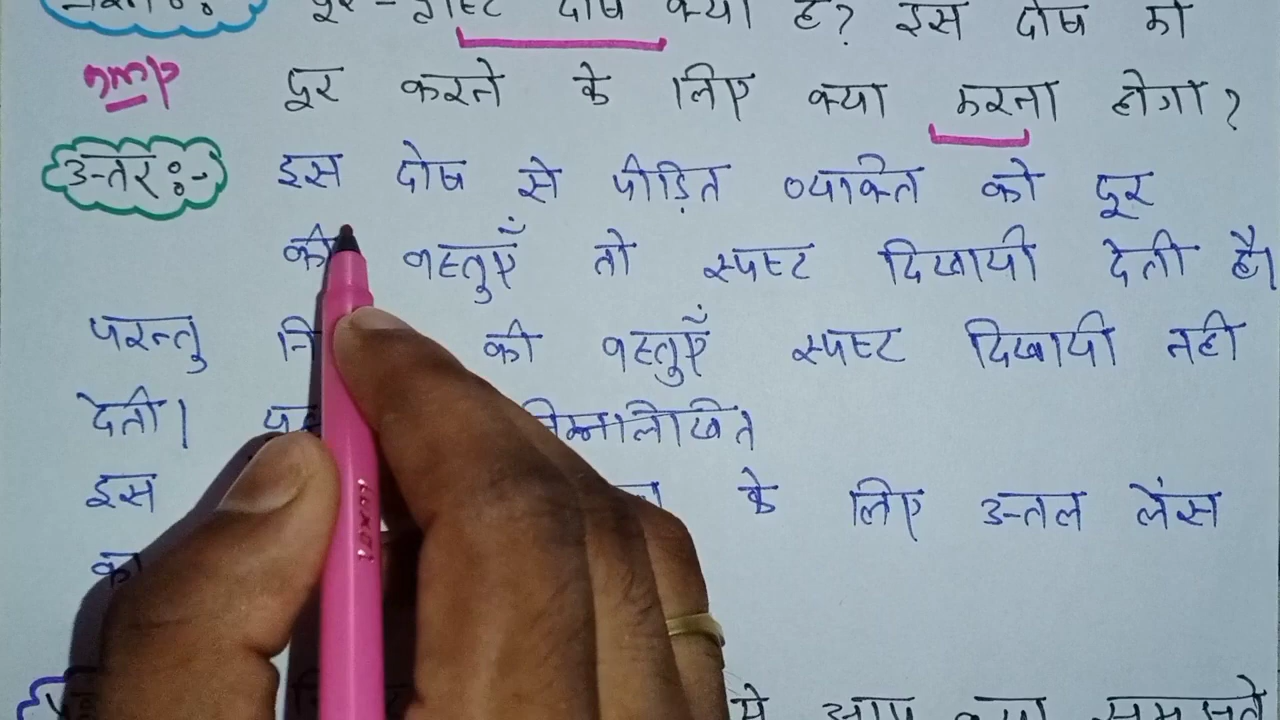 दूर-दृष्टि दोष क्या है? इस दोष को
Imp दूर करने के लिए क्या करना होगा?
उत्तर:- इस दोष से पीड़ित व्यक्ति को दूर
की वस्तुएँ तो स्पष्ट दिखायी देती है।
परन्तु की वस्तुएँ स्पष्ट दिखायी नही
देती। निम्नलिखित
इस के लिए उत्तल लेंस
का
मे आप क्या समझते
LUXOR